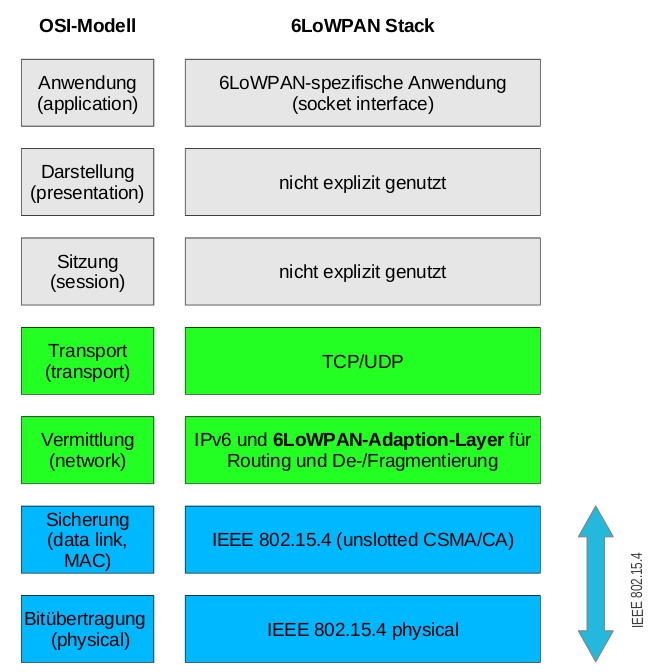 OSI-Modell
6LoWPAN Stack
Anwendung
(application)
6LoWPAN-spezifische Anwendung
(socket interface)
Darstellung
(presentation)
nicht explizit genutzt
Sitzung
(session)
nicht explizit genutzt
Transport
(transport)
TCP/UDP
Vermittlung
(network)
IPv6 und 6LoWPAN-Adaption-Layer für
Routing und De-/Fragmentierung
Sicherung
(data link,
MAC)
IEEE 802.15.4 (unslotted CSMA/CA)
Bitübertragung
(physical)
IEEE 802.15.4 physical
IEEE 802.15.4